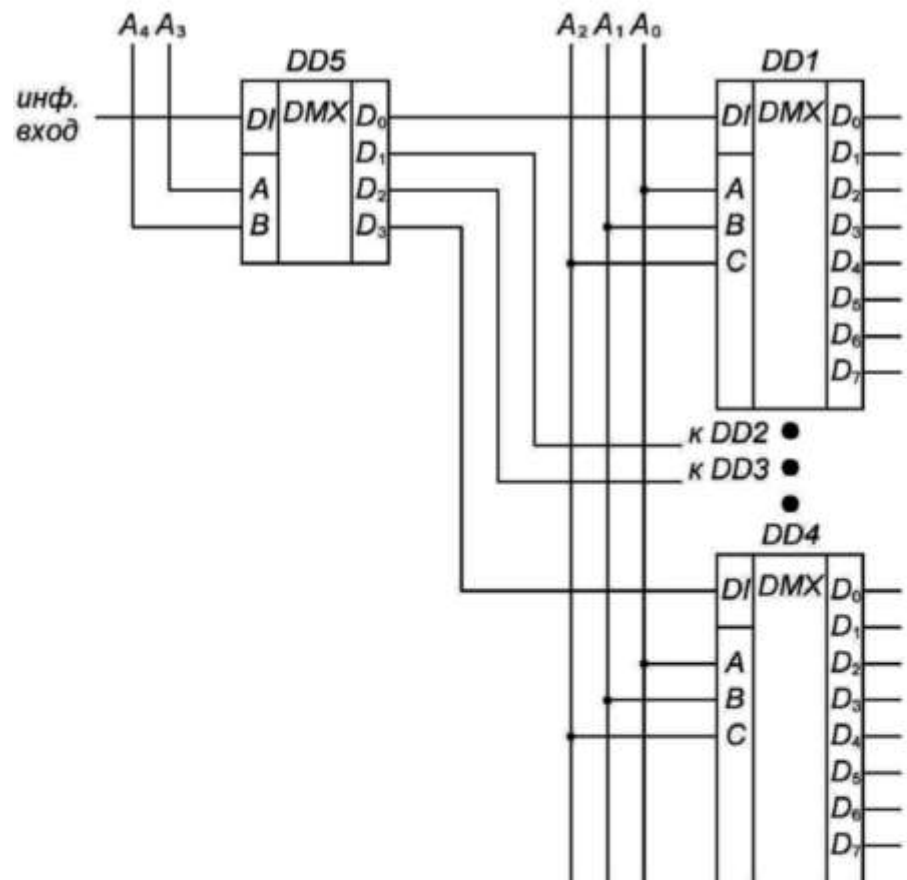 A₄ A₃
A₂ A₁ A₀
DD5
DD1
инф.
вход
DI DMX D₀
D₁
A D₂
B D₃
DI DMX D₀
D₁
A D₂
B D₃
C D₄
D₅
D₆
D₇
к DD2
к DD3
DD4
DI DMX D₀
D₁
A D₂
B D₃
C D₄
D₅
D₆
D₇